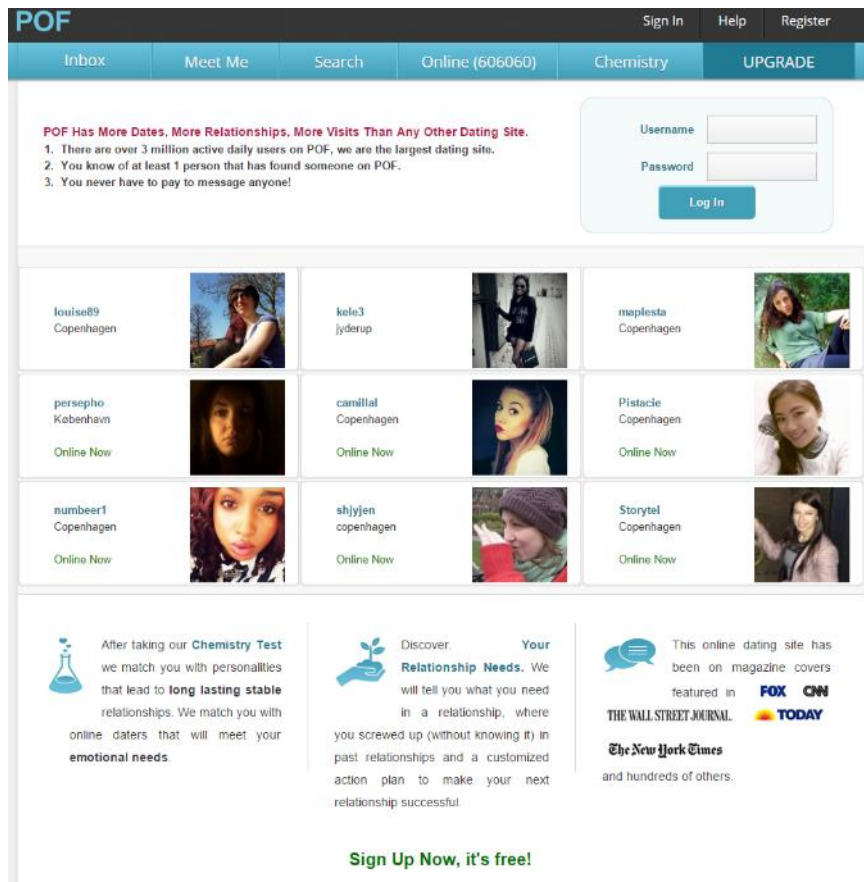 POF
Sign In Help Register
Inbox Meet Me Search Online (606060) Chemistry UPGRADE
POF Has More Dates, More Relationships, More Visits Than Any Other Dating Site.
1. There are over 3 million active daily users on POF, we are the largest dating site.
2. You know of at least 1 person that has found someone on POF.
3. You never have to pay to message anyone!
Username
Password
Log In
louise89
Copenhagen
kele3
jyderup
maplesta
Copenhagen
persepho
København
Online Now
camillal
Copenhagen
Online Now
Pistacie
Copenhagen
Online Now
numbeer1
Copenhagen
Online Now
shjyjen
copenhagen
Online Now
Storytel
Copenhagen
Online Now
After taking our Chemistry Test
we match you with personalities
that lead to long lasting stable
relationships. We match you with
online daters that will meet your
emotional needs.
Discover. Your
Relationship Needs. We
will tell you what you need
in a relationship, where
you screwed up (without knowing it) in
past relationships and a customized
action plan to make your next
relationship successful.
This online dating site has
been on magazine covers
featured in FOX CNN
THE WALL STREET JOURNAL. TODAY
The New York Times
and hundreds of others.
Sign Up Now, it's free!